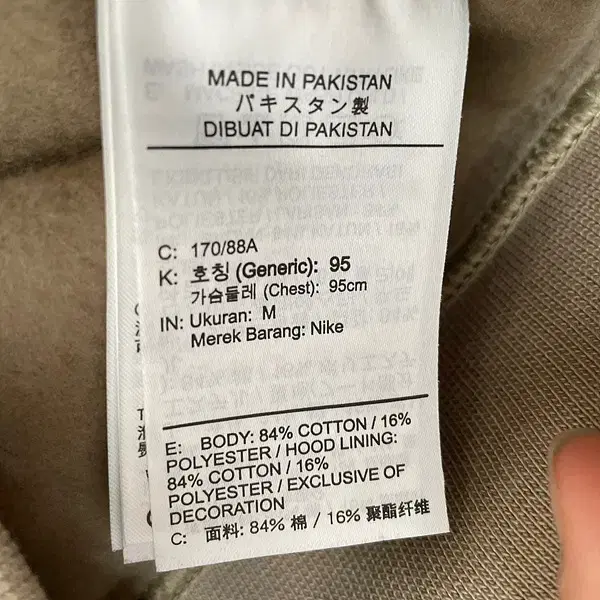 MADE IN PAKISTAN
パキスタン製
DIBUAT DI PAKISTAN
C: 170/88A
K: 호칭 (Generic): 95
가슴둘레 (Chest): 95cm
IN: Ukuran: M
Merek Barang: Nike
E: BODY: 84% COTTON / 16%
POLYESTER / HOOD LINING:
84% COTTON / 16%
POLYESTER / EXCLUSIVE OF
DECORATION
C: 面料: 84% 棉 / 16% 聚酯纤维